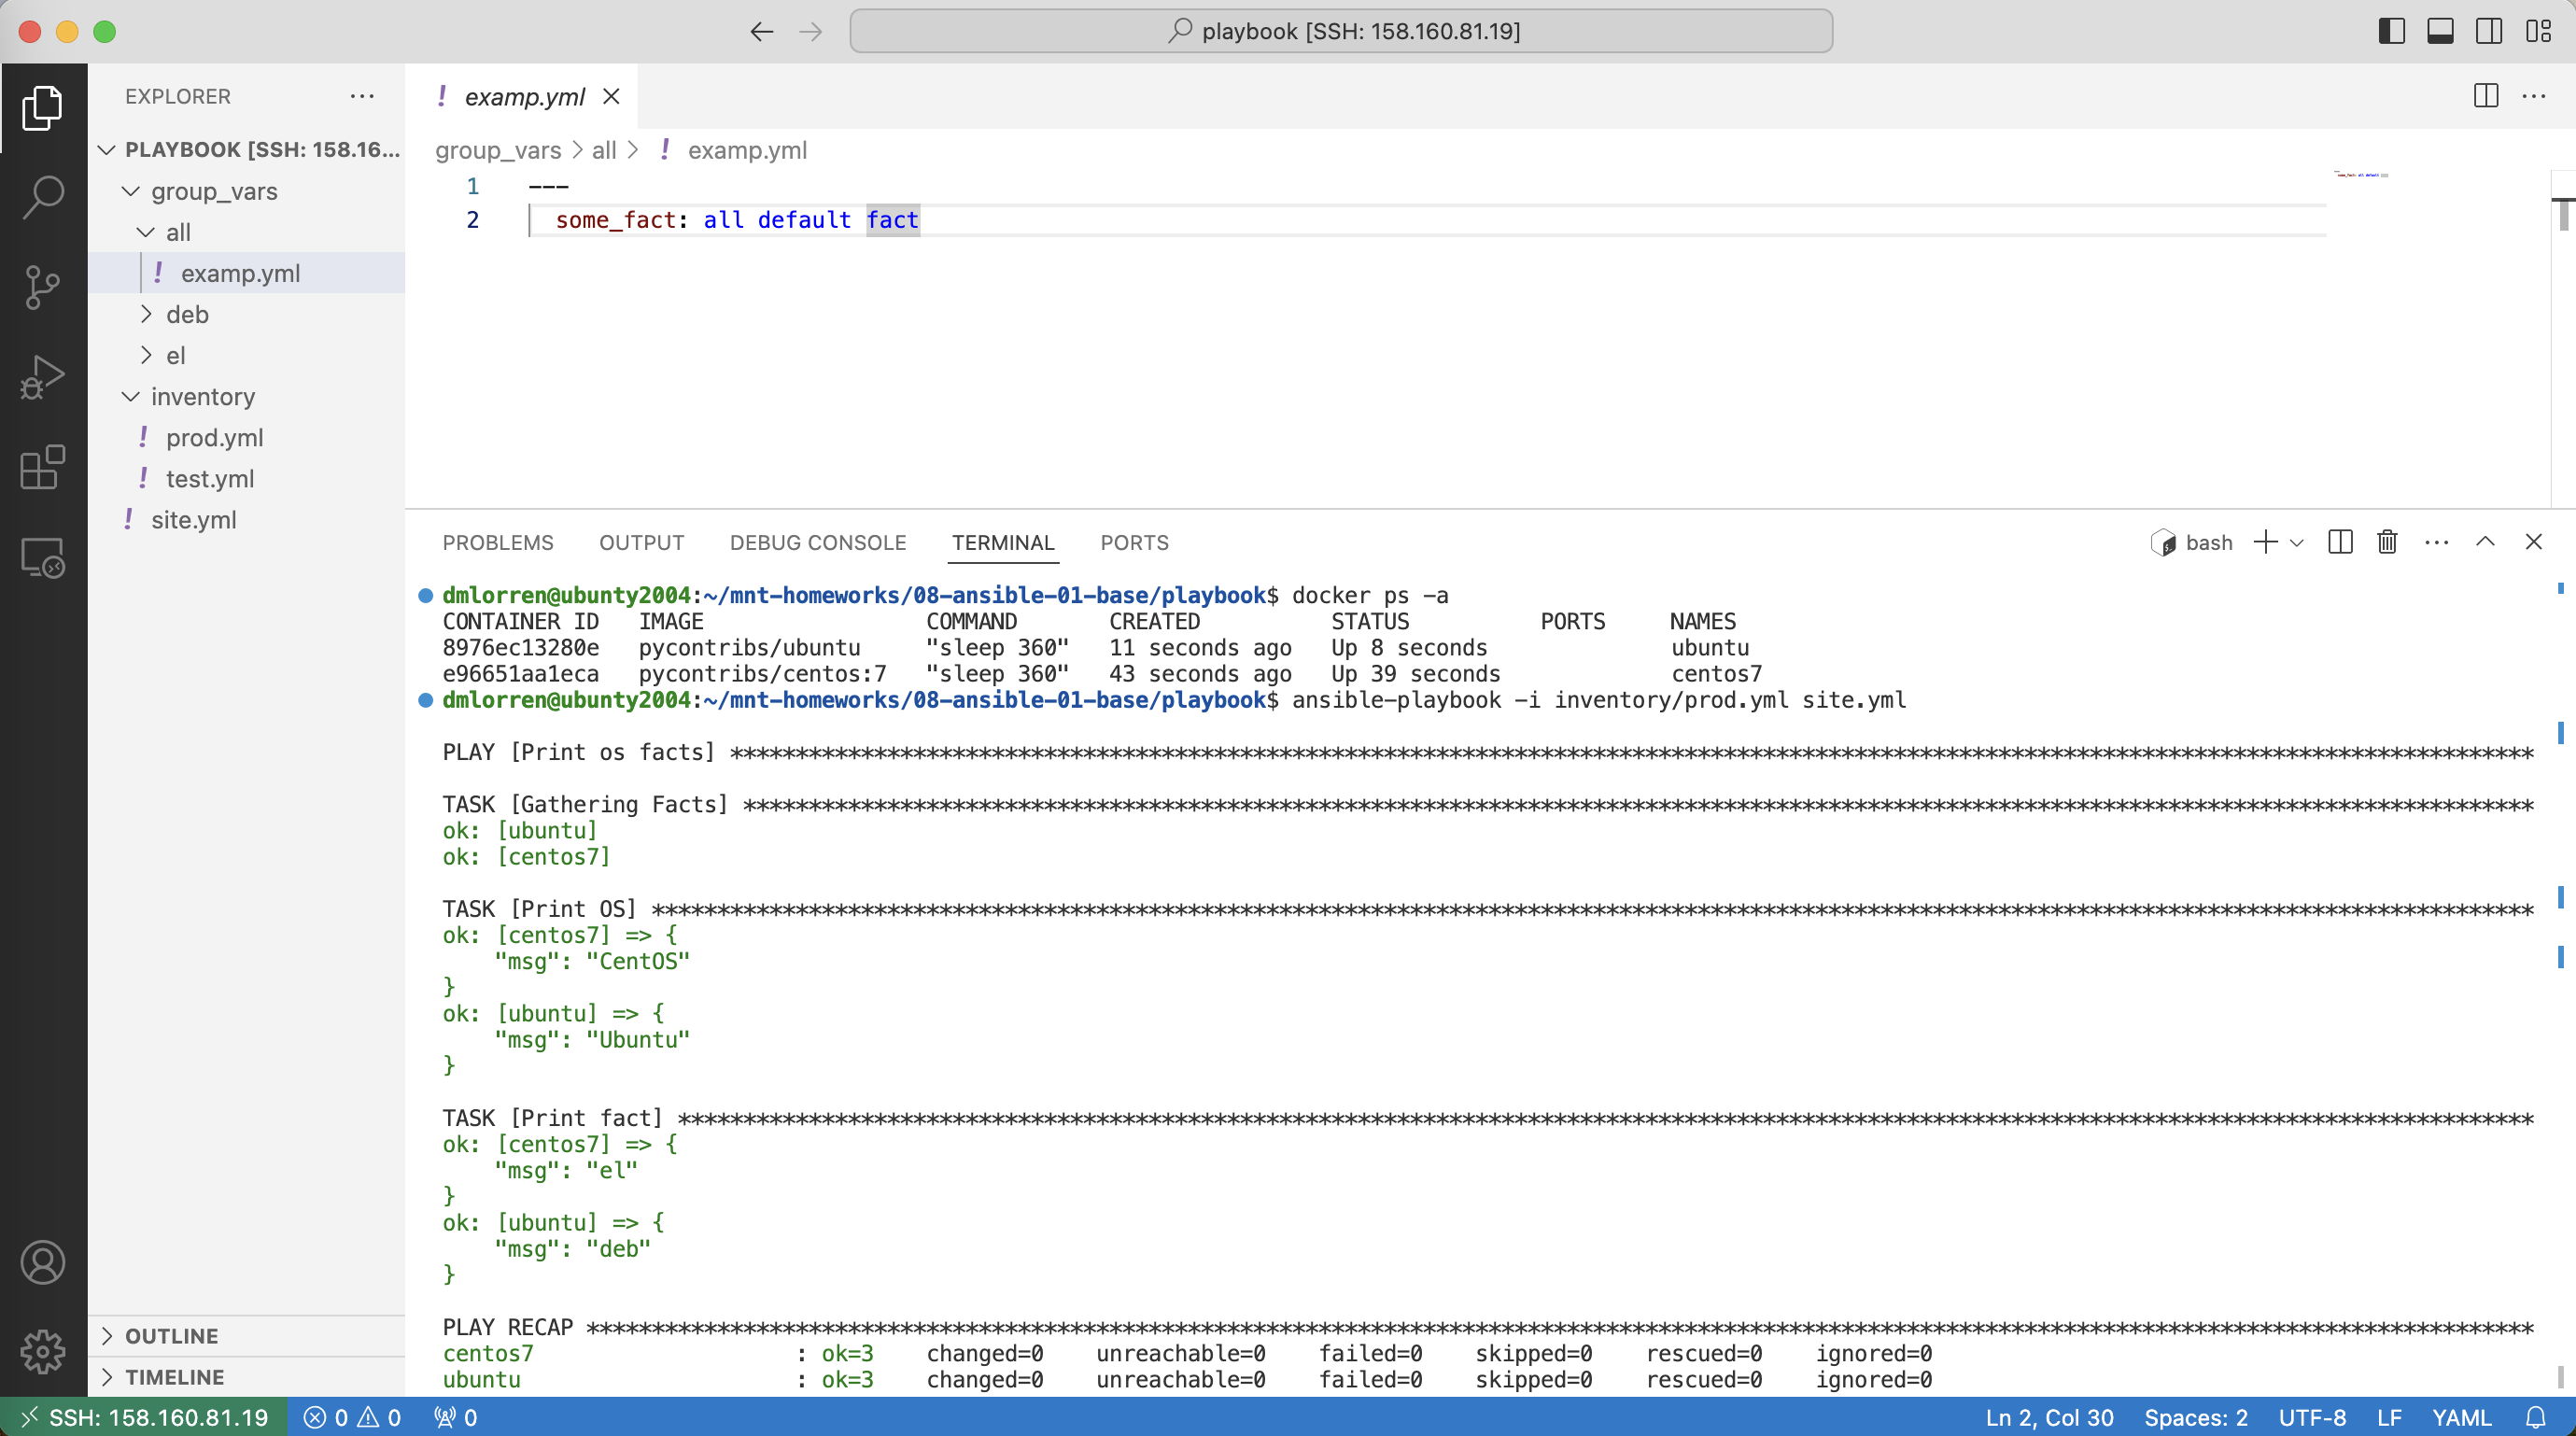 playbook [SSH: 158.160.81.19]
EXPLORER
PLAYBOOK [SSH: 158.16...
group_vars
all
examp.yml
deb
el
inventory
prod.yml
test.yml
site.yml
OUTLINE
TIMELINE
examp.yml
group_vars > all > ! examp.yml
1 ---
2 some_fact: all default fact
PROBLEMS OUTPUT DEBUG CONSOLE TERMINAL PORTS
bash
dmlorren@ubunty2004:~/mnt-homeworks/08-ansible-01-base/playbook$ docker ps -a
CONTAINER ID IMAGE COMMAND CREATED STATUS PORTS NAMES
8976ec13280e pycontribs/ubuntu "sleep 360" 11 seconds ago Up 8 seconds ubuntu
e96651aa1eca pycontribs/centos:7 "sleep 360" 43 seconds ago Up 39 seconds centos7
dmlorren@ubunty2004:~/mnt-homeworks/08-ansible-01-base/playbook$ ansible-playbook -i inventory/prod.yml site.yml
PLAY [Print os facts] ******************************************************************************************************************************************
TASK [Gathering Facts] *****************************************************************************************************************************************
ok: [ubuntu]
ok: [centos7]
TASK [Print OS] ************************************************************************************************************************************************
ok: [centos7] => {
"msg": "CentOS"
}
ok: [ubuntu] => {
"msg": "Ubuntu"
}
TASK [Print fact] **********************************************************************************************************************************************
ok: [centos7] => {
"msg": "el"
}
ok: [ubuntu] => {
"msg": "deb"
}
PLAY RECAP *****************************************************************************************************************************************************
centos7 : ok=3 changed=0 unreachable=0 failed=0 skipped=0 rescued=0 ignored=0
ubuntu : ok=3 changed=0 unreachable=0 failed=0 skipped=0 rescued=0 ignored=0
SSH: 158.160.81.19 0 0 0 Ln 2, Col 30 Spaces: 2 UTF-8 LF YAML